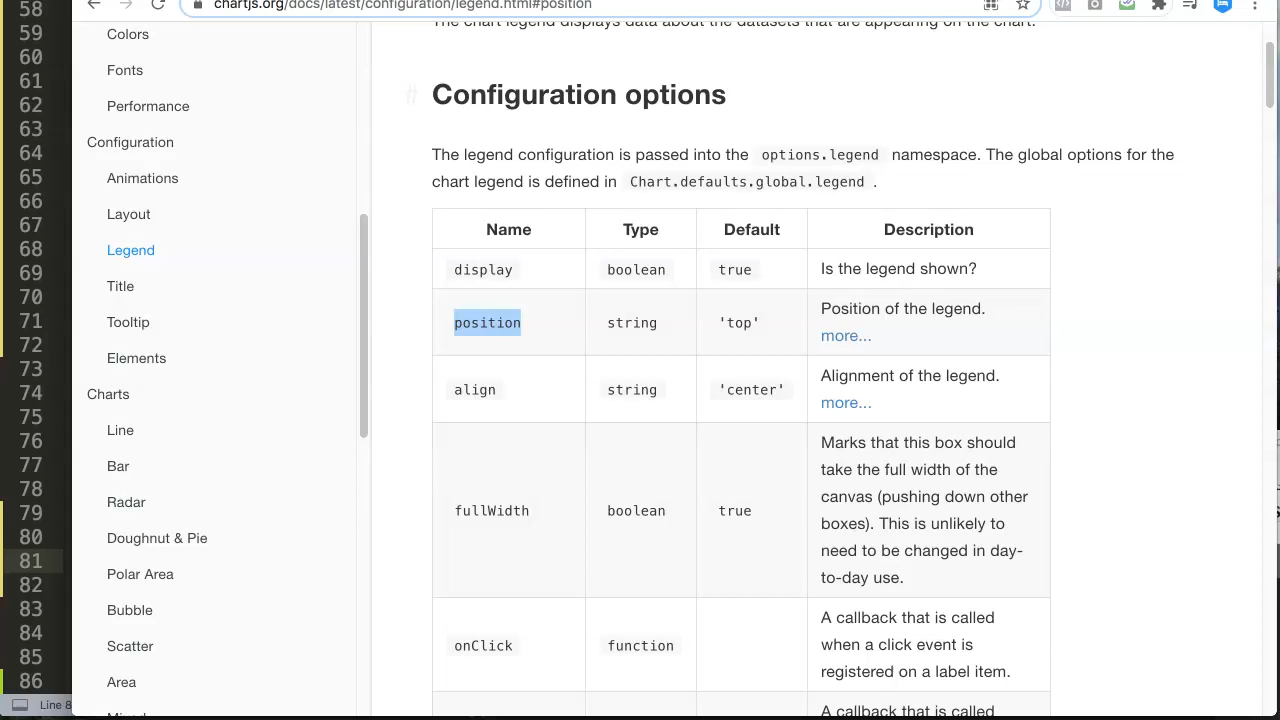 chartjs.org/docs/latest/configuration/legend.html#position
58
59
60
61
62
63
64
65
66
67
68
69
70
71
72
73
74
75
76
77
78
79
80
81
82
83
84
85
86
Line 8
Colors
Fonts
Performance
Configuration
Animations
Layout
Legend
Title
Tooltip
Elements
Charts
Line
Bar
Radar
Doughnut & Pie
Polar Area
Bubble
Scatter
Area
Mixed
The chart legend displays data about the datasets that are appearing on the chart.
# Configuration options
The legend configuration is passed into the options.legend namespace. The global options for the
chart legend is defined in Chart.defaults.global.legend .
Name Type Default Description
display boolean true Is the legend shown?
position string 'top' Position of the legend.
more...
align string 'center' Alignment of the legend.
more...
fullWidth boolean true Marks that this box should
take the full width of the
canvas (pushing down other
boxes). This is unlikely to
need to be changed in day-
to-day use.
onClick function A callback that is called
when a click event is
registered on a label item.
A callback that is called